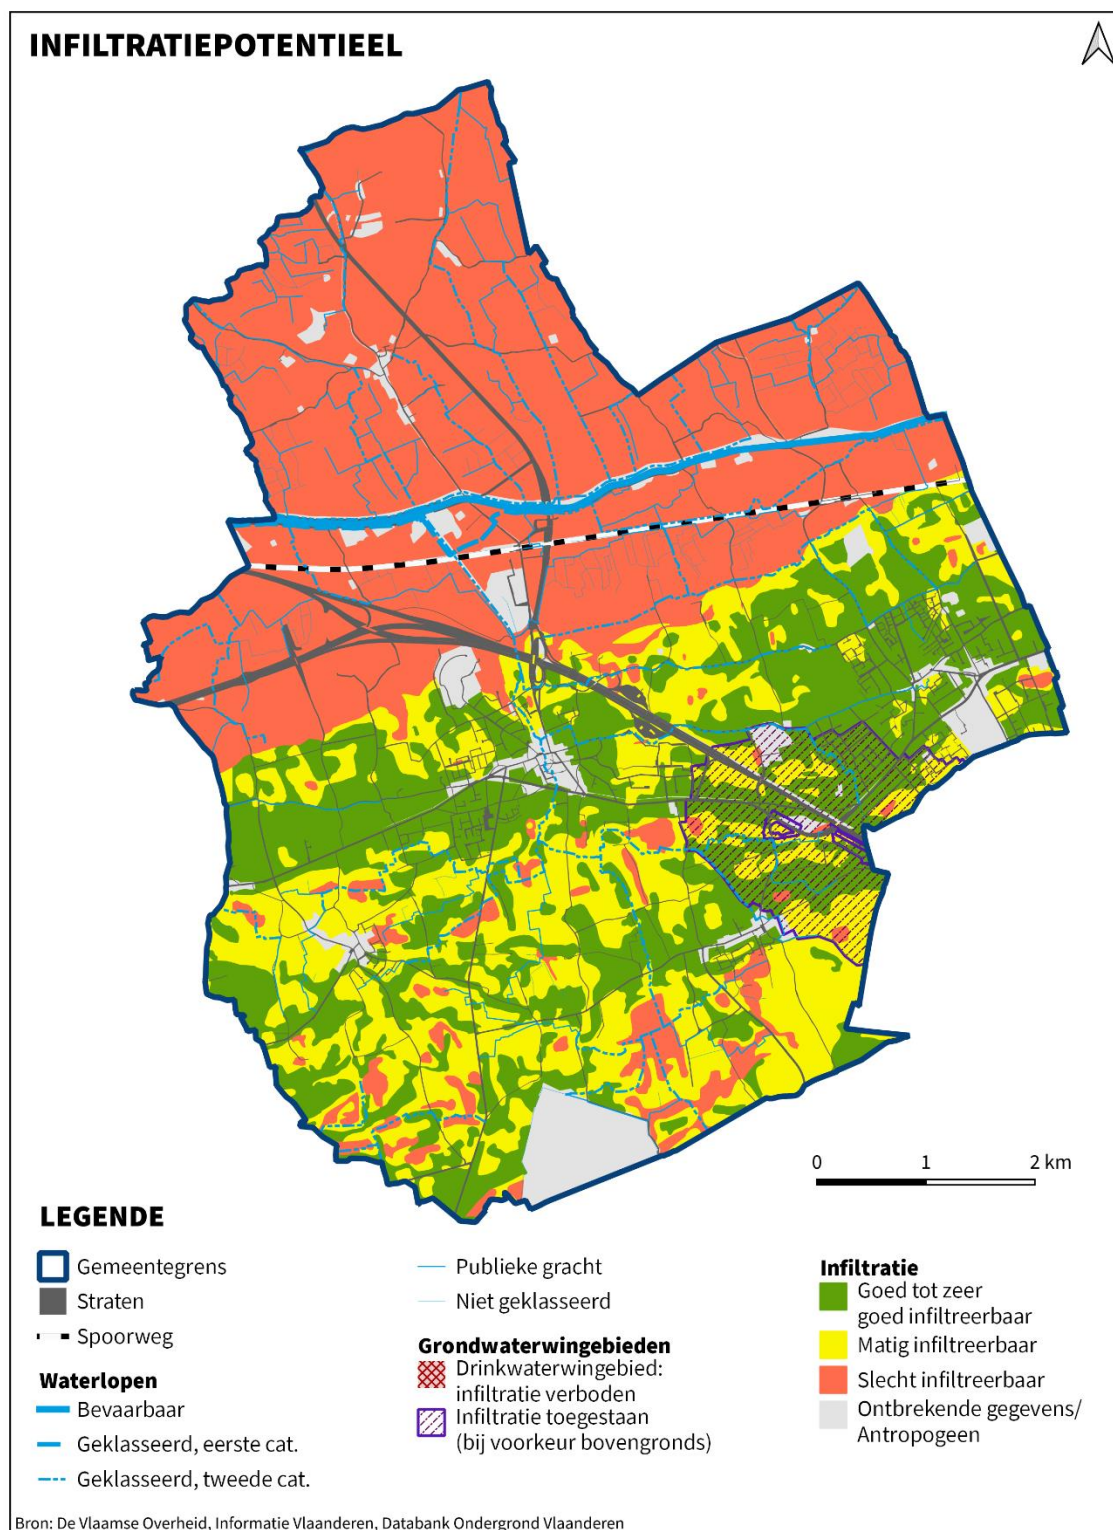 INFILTRATIEPOTENTIEEL
0 1 2 km
LEGENDE
Gemeentegrens
Straten
Spoorweg
Waterlopen
Bevaarbaar
Geklasseerd, eerste cat.
Geklasseerd, tweede cat.
Publieke gracht
Niet geklasseerd
Grondwaterwingebieden
Drinkwaterwingebied:
infiltratie verboden
Infiltratie toegestaan
(bij voorkeur bovengronds)
Infiltratie
Goed tot zeer
goed infiltreerbaar
Matig infiltreerbaar
Slecht infiltreerbaar
Ontbrekende gegevens/
Antropogeen
Bron: De Vlaamse Overheid, Informatie Vlaanderen, Databank Ondergrond Vlaanderen